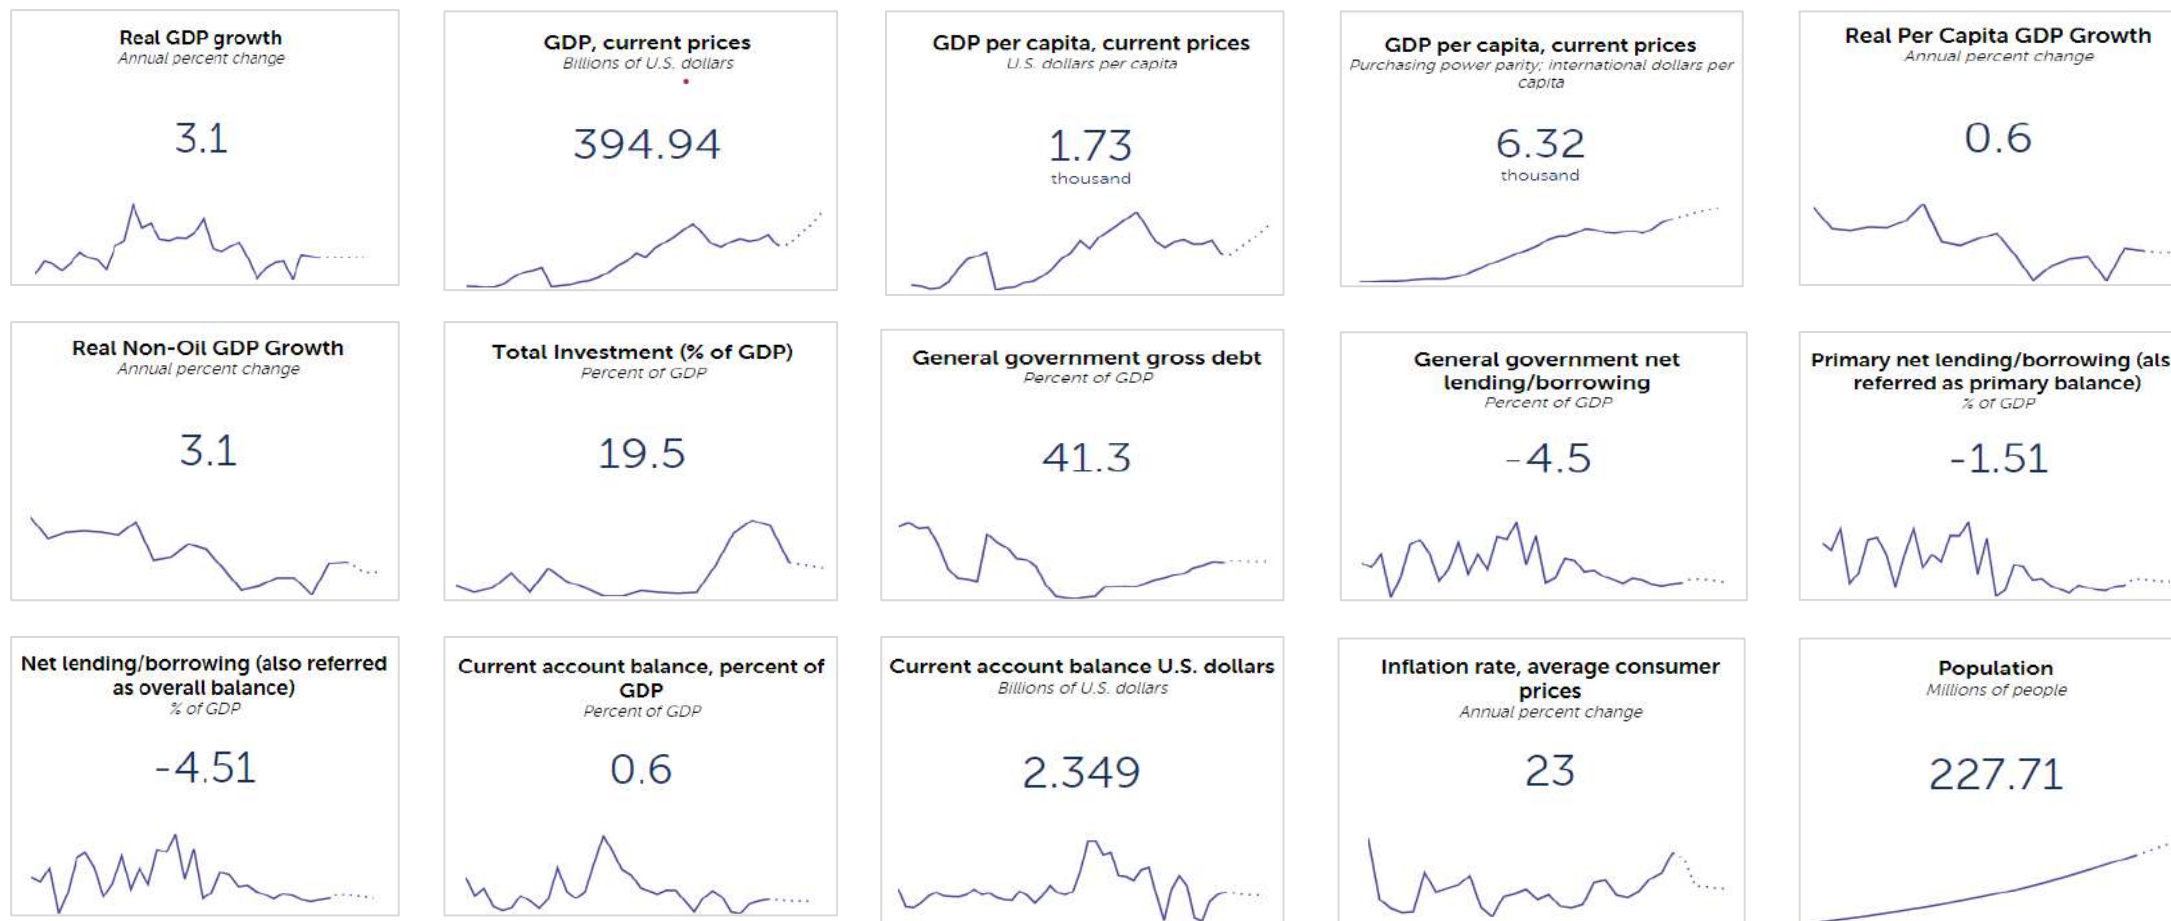 Real GDP growth
Annual percent change
3.1
GDP, current prices
Billions of U.S. dollars
394.94
GDP per capita, current prices
U.S. dollars per capita
1.73
thousand
GDP per capita, current prices
Purchasing power parity; international dollars per
capita
6.32
thousand
Real Per Capita GDP Growth
Annual percent change
0.6
Real Non-Oil GDP Growth
Annual percent change
3.1
Total Investment (% of GDP)
Percent of GDP
19.5
General government gross debt
Percent of GDP
41.3
General government net
lending/borrowing
Percent of GDP
-4.5
Primary net lending/borrowing (als
referred as primary balance)
% of GDP
-1.51
Net lending/borrowing (also referred
as overall balance)
% of GDP
-4.51
Current account balance, percent of
GDP
Percent of GDP
0.6
Current account balance U.S. dollars
Billions of U.S. dollars
2.349
Inflation rate, average consumer
prices
Annual percent change
23
Population
Millions of people
227.71